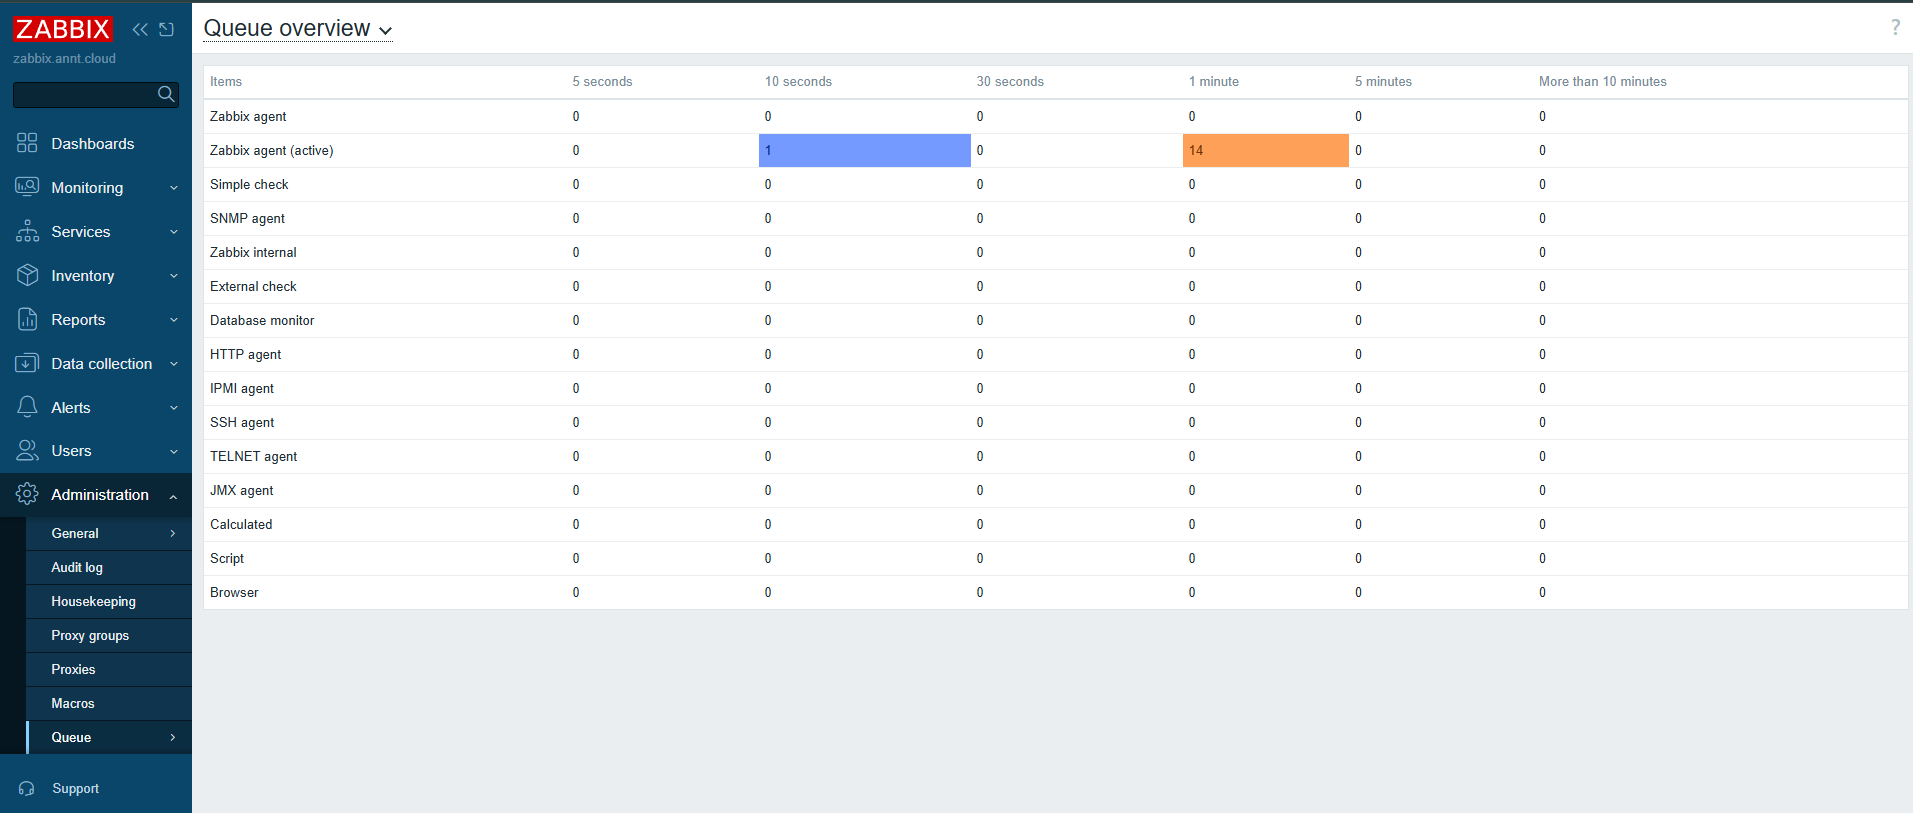 ZABBIX
zabbix.annt.cloud
Dashboards
Monitoring
Services
Inventory
Reports
Data collection
Alerts
Users
Administration
General
Audit log
Housekeeping
Proxy groups
Proxies
Macros
Queue
Support
Queue overview
?
Items 5 seconds 10 seconds 30 seconds 1 minute 5 minutes More than 10 minutes
Zabbix agent 0 0 0 0 0 0
Zabbix agent (active) 0 1 0 14 0 0
Simple check 0 0 0 0 0 0
SNMP agent 0 0 0 0 0 0
Zabbix internal 0 0 0 0 0 0
External check 0 0 0 0 0 0
Database monitor 0 0 0 0 0 0
HTTP agent 0 0 0 0 0 0
IPMI agent 0 0 0 0 0 0
SSH agent 0 0 0 0 0 0
TELNET agent 0 0 0 0 0 0
JMX agent 0 0 0 0 0 0
Calculated 0 0 0 0 0 0
Script 0 0 0 0 0 0
Browser 0 0 0 0 0 0